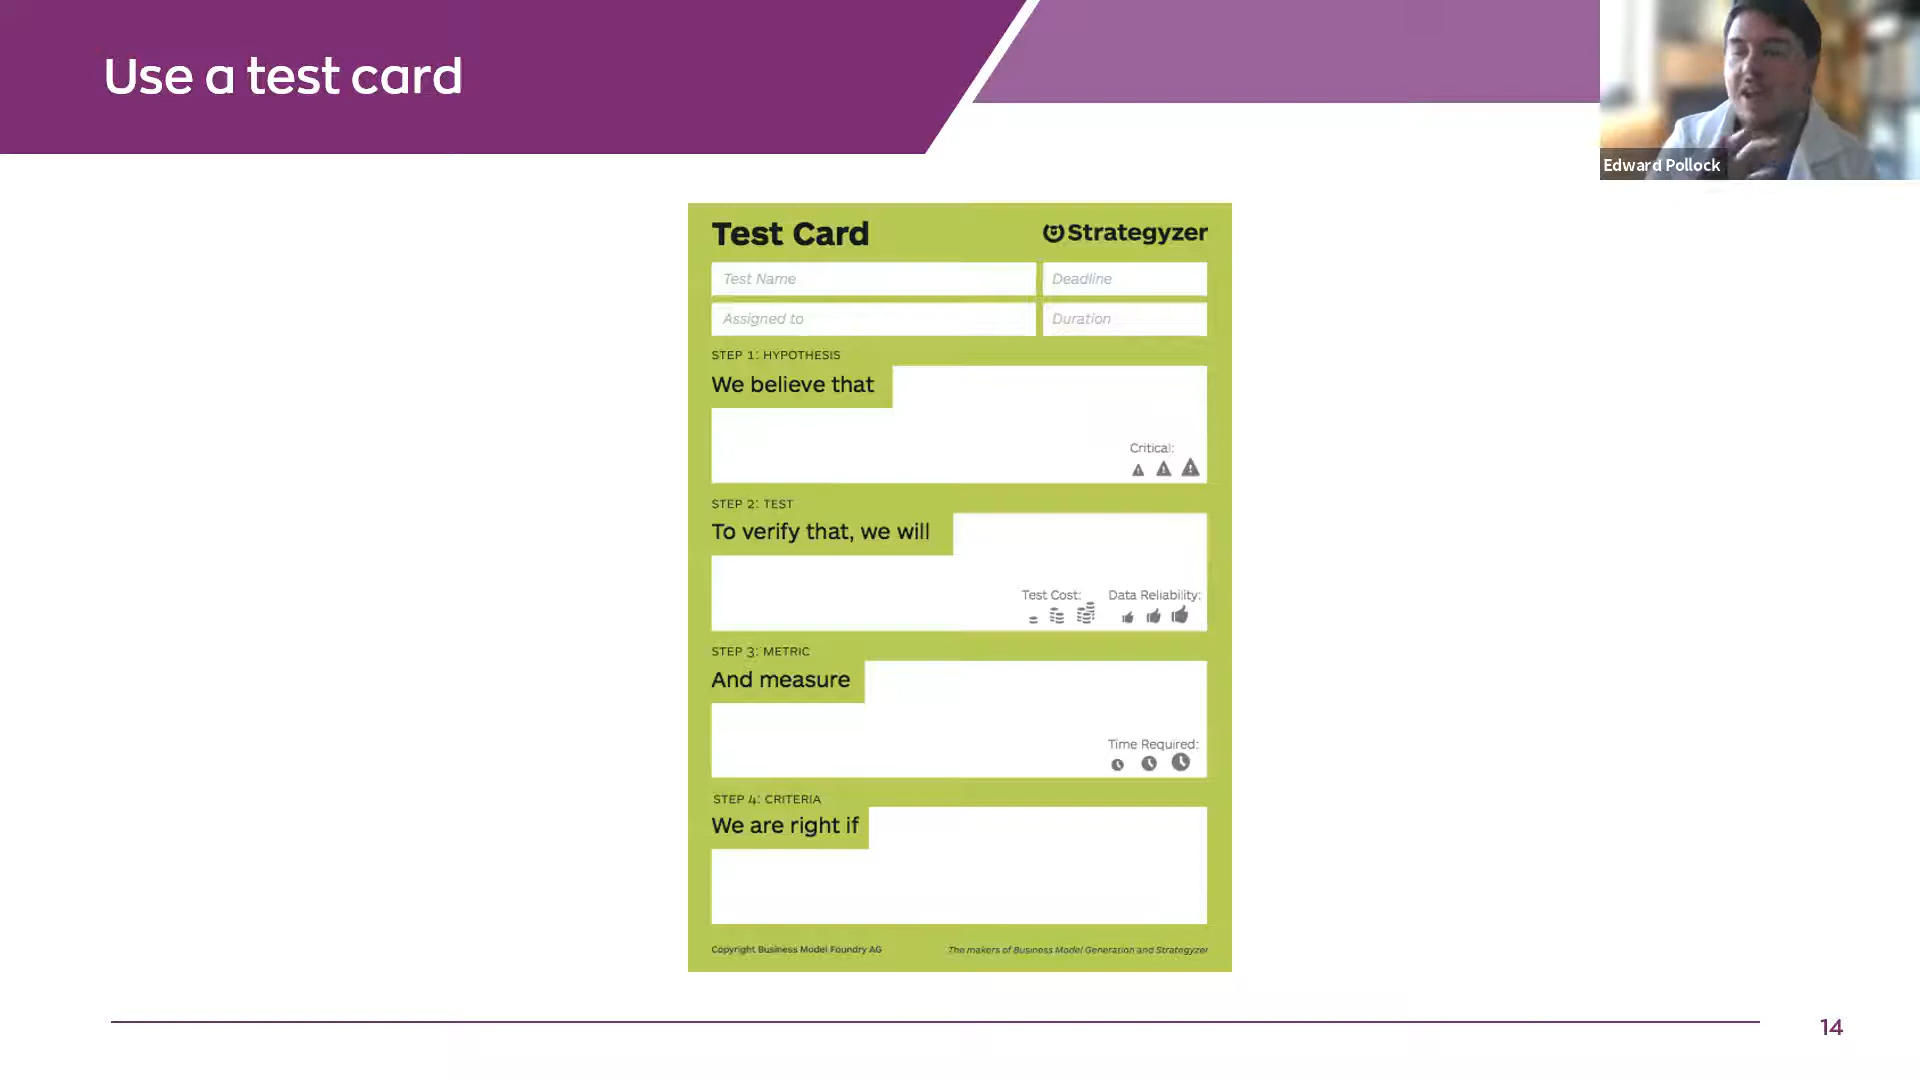 Use a test card
Edward Pollock
Test Card
Strategyzer
Test Name
Deadline
Assigned to
Duration
STEP 1: HYPOTHESIS
We believe that
Critical:
STEP 2: TEST
To verify that, we will
Test Cost:
Data Reliability:
STEP 3: METRIC
And measure
Time Required:
STEP 4: CRITERIA
We are right if
Copyright Business Model Foundry AG
The makers of Business Model Generation and Strategyzer
14